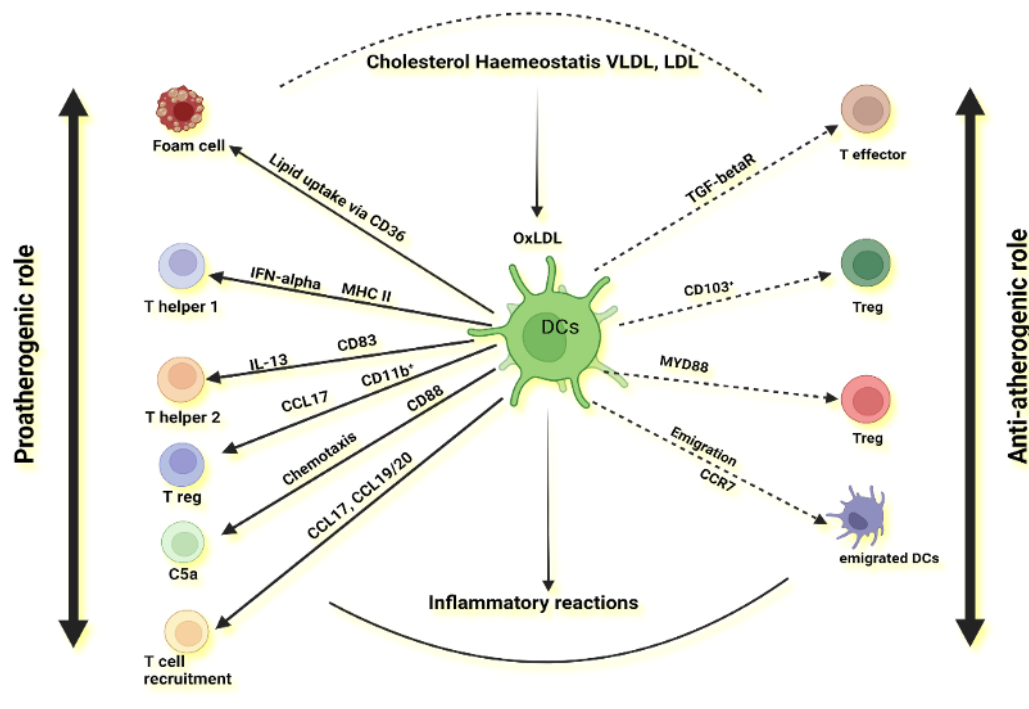 Cholesterol Haemeostatis VLDL, LDL
Foam cell
T effector
Lipid uptake via CD36
TGF-betaR
OxLDL
Proatherogenic role
Anti-atherogenic role
T helper 1
IFN-alpha MHC II
DCs
CD103⁺
Treg
T helper 2
IL-13 CD83
MYD88
Treg
CCL17 CD11b⁺
T reg
Chemotaxis CD88
Emigration
CCR7
C5a
CCL17, CCL19/20
emigrated DCs
Inflammatory reactions
T cell
recruitment